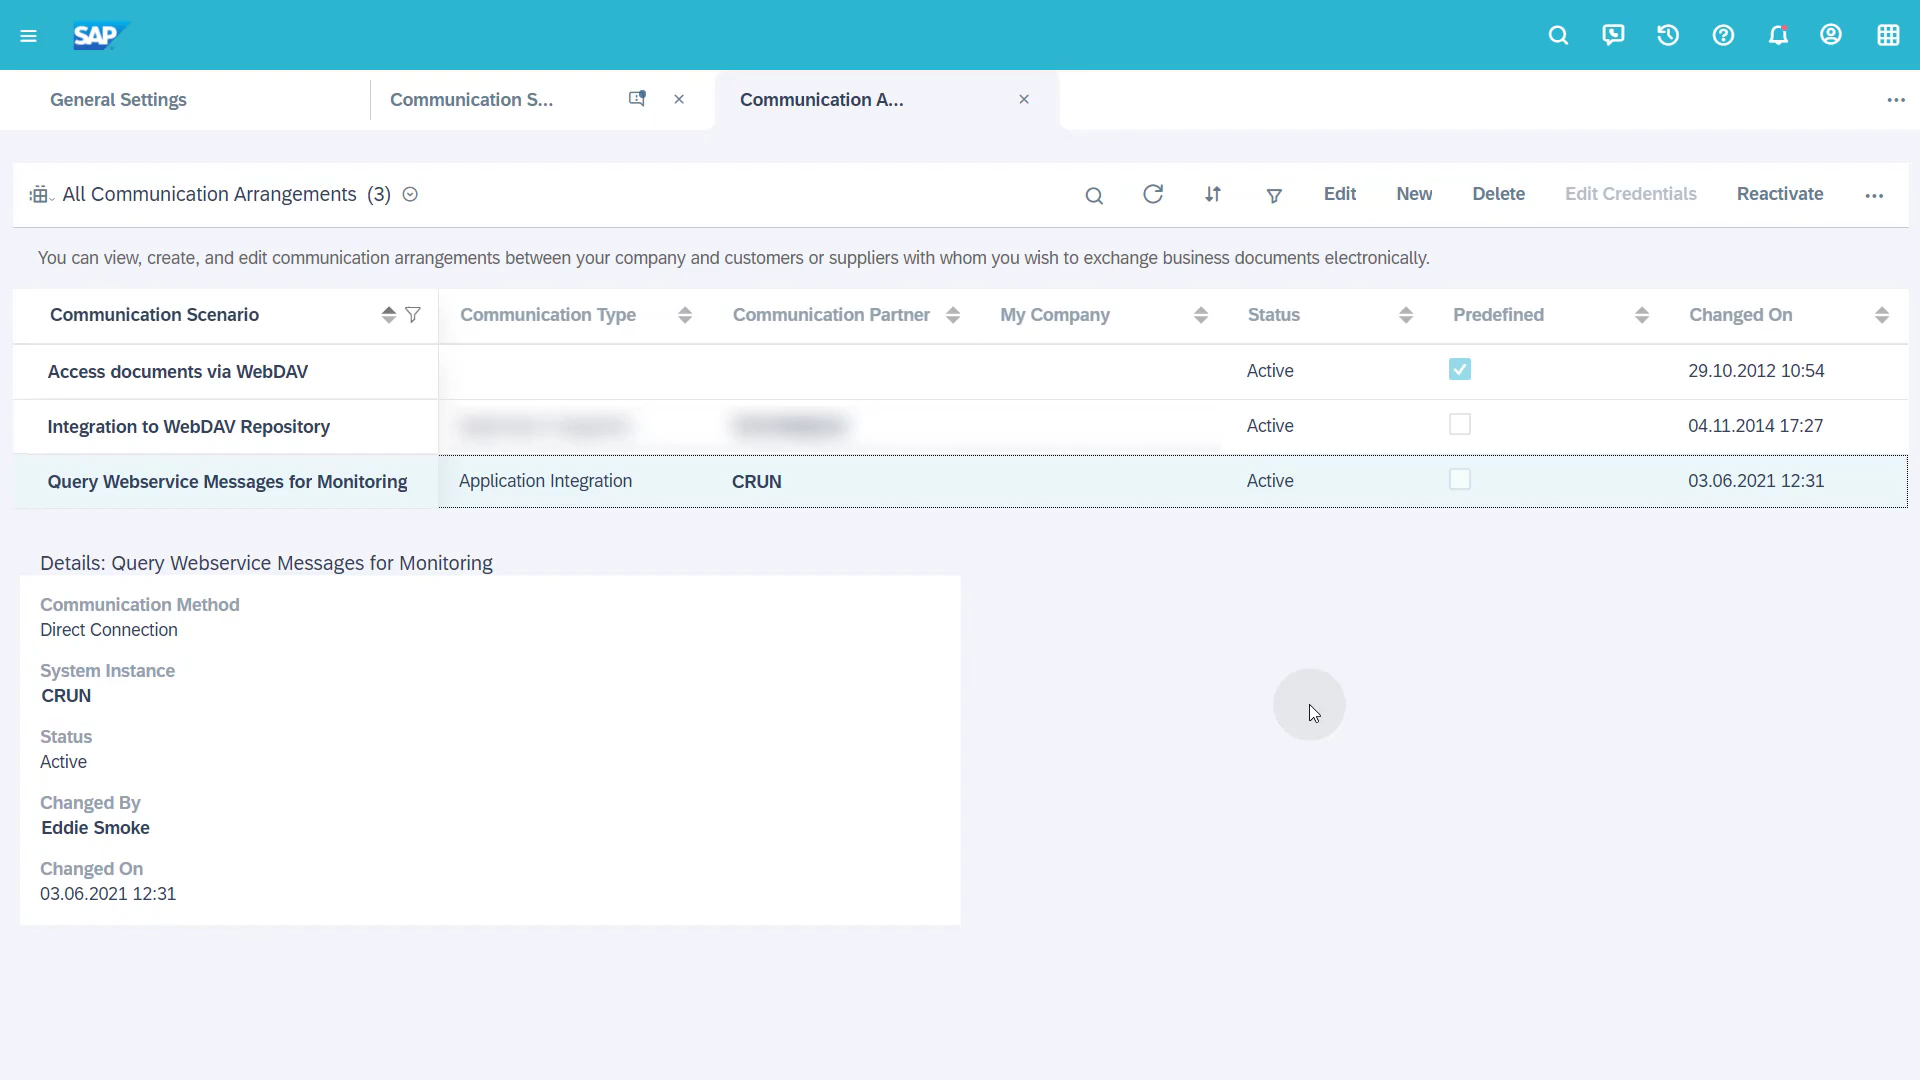 SAP
General Settings
Communication S...
Communication A...
All Communication Arrangements (3)
Edit
New
Delete
Edit Credentials
Reactivate
You can view, create, and edit communication arrangements between your company and customers or suppliers with whom you wish to exchange business documents electronically.
Communication Scenario
Communication Type
Communication Partner
My Company
Status
Predefined
Changed On
Access documents via WebDAV
Active
29.10.2012 10:54
Integration to WebDAV Repository
Active
04.11.2014 17:27
Query Webservice Messages for Monitoring
Application Integration
CRUN
Active
03.06.2021 12:31
Details: Query Webservice Messages for Monitoring
Communication Method
Direct Connection
System Instance
CRUN
Status
Active
Changed By
Eddie Smoke
Changed On
03.06.2021 12:31